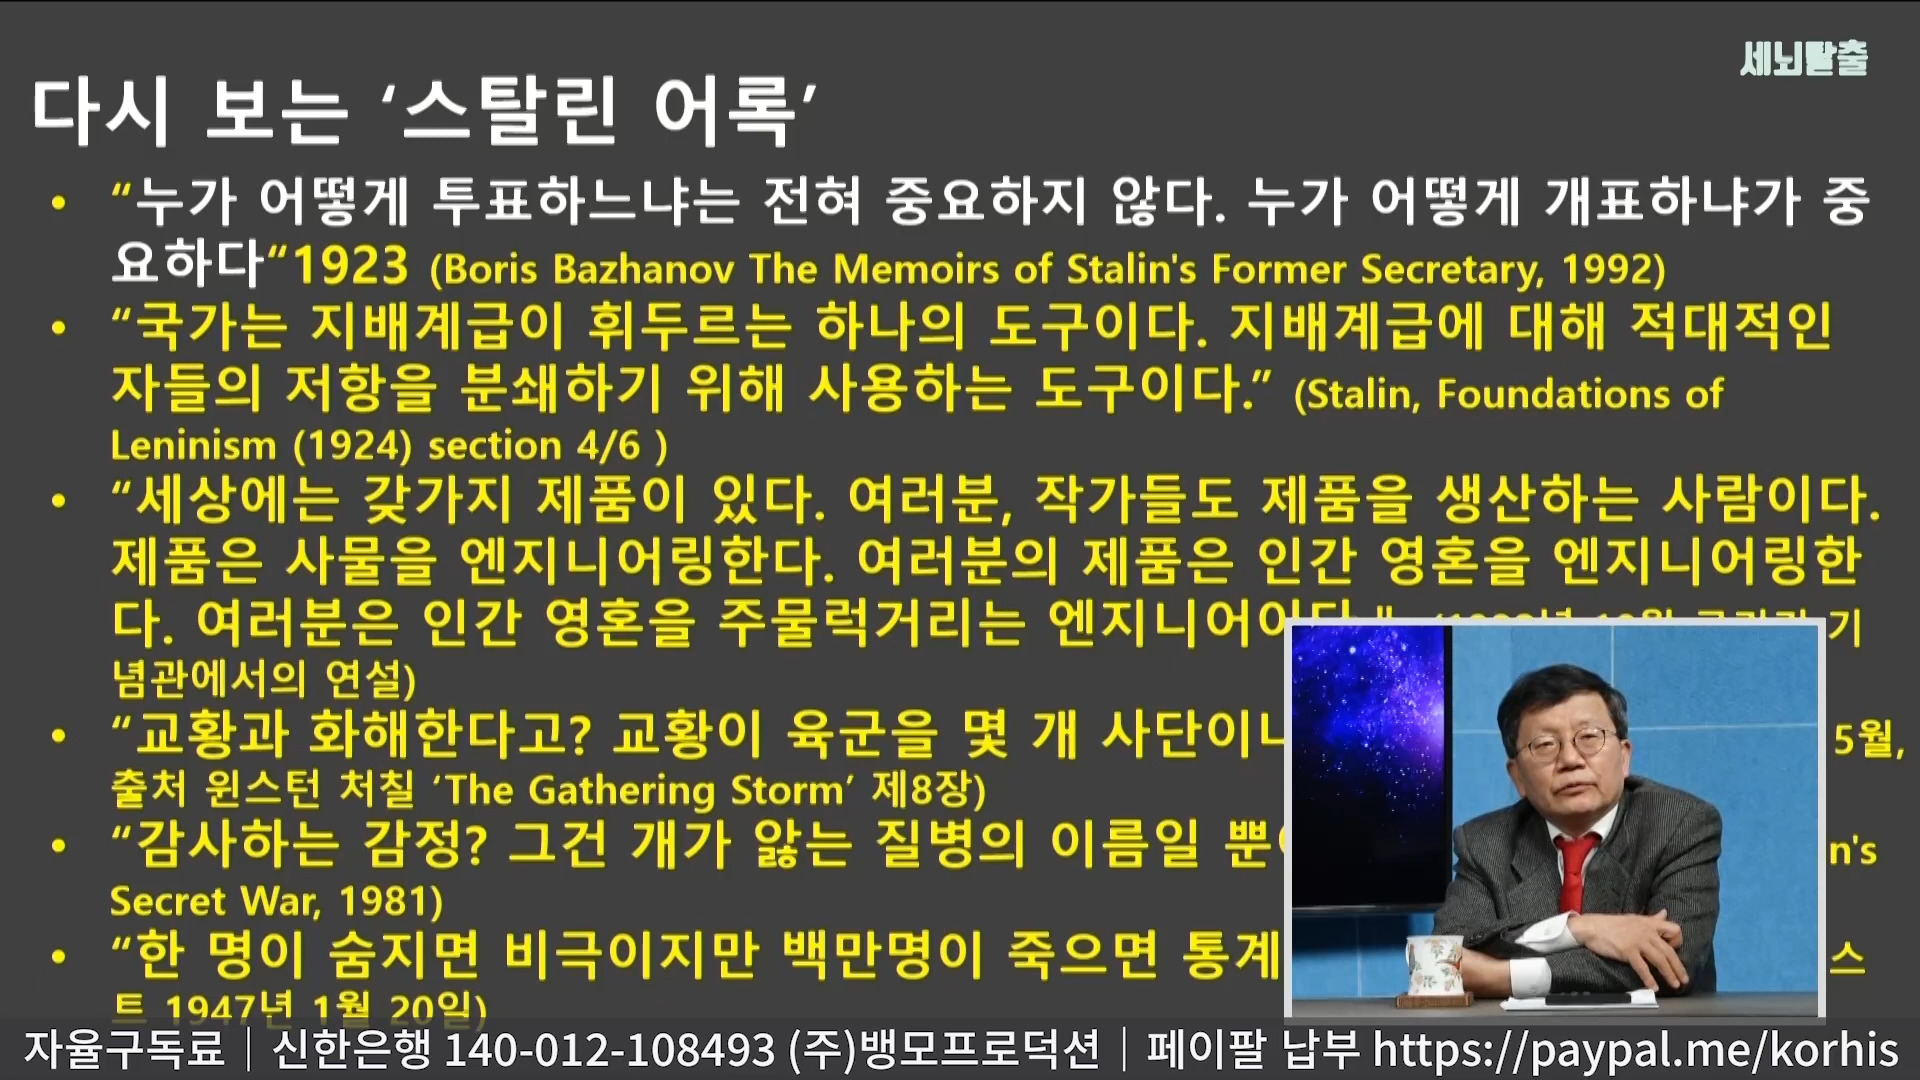 세뇌탈출
다시 보는 ‘스탈린 어록’
• “누가 어떻게 투표하느냐는 전혀 중요하지 않다. 누가 어떻게 개표하냐가 중
요하다“1923 (Boris Bazhanov The Memoirs of Stalin's Former Secretary, 1992)
• “국가는 지배계급이 휘두르는 하나의 도구이다. 지배계급에 대해 적대적인
자들의 저항을 분쇄하기 위해 사용하는 도구이다.” (Stalin, Foundations of
Leninism (1924) section 4/6 )
• “세상에는 갖가지 제품이 있다. 여러분, 작가들도 제품을 생산하는 사람이다.
제품은 사물을 엔지니어링한다. 여러분의 제품은 인간 영혼을 엔지니어링한
다. 여러분은 인간 영혼을 주물럭거리는 엔지니어이다 기
념관에서의 연설)
• “교황과 화해한다고? 교황이 육군을 몇 개 사단이나 5월,
출처 윈스턴 처칠 ‘The Gathering Storm’ 제8장)
• “감사하는 감정? 그건 개가 앓는 질병의 이름일 n's
Secret War, 1981)
• “한 명이 숨지면 비극이지만 백만명이 죽으면 통계 스
트 1947년 1월 20일)
자율구독료│신한은행 140-012-108493 (주)뱅모프로덕션│페이팔 납부 https://paypal.me/korhis